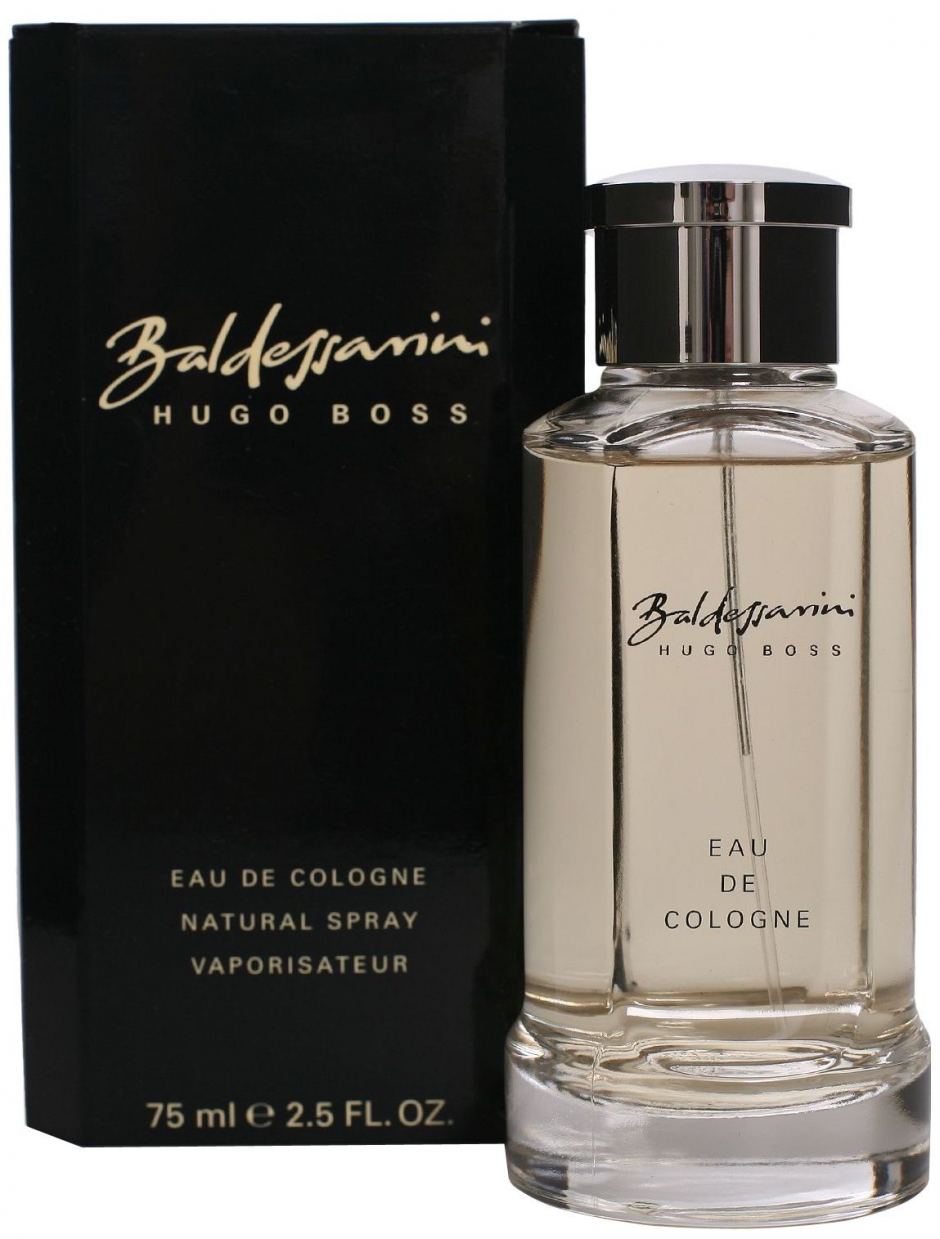 Baldessarini
HUGO BOSS
EAU DE COLOGNE
NATURAL SPRAY
VAPORISATEUR
75 ml ℮ 2.5 FL. OZ.
Baldessarini
HUGO BOSS
EAU
DE
COLOGNE